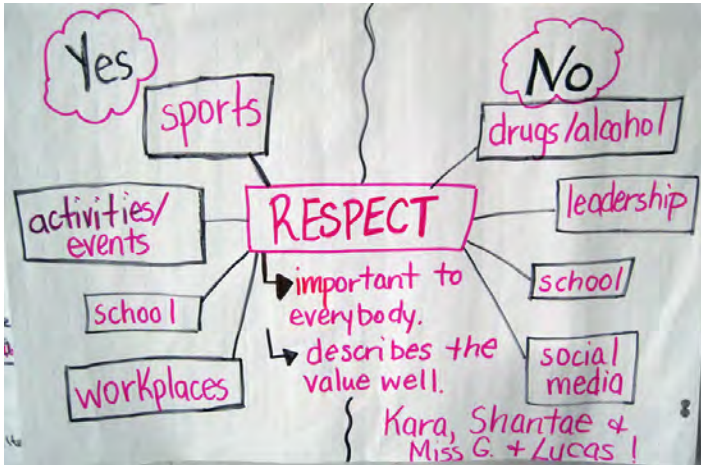 Yes
No
sports
drugs/alcohol
activities/
events
leadership
RESPECT
school
school
workplaces
social
media
important to
everybody.
describes the
value well.
Kara, Shantae &
Miss G. + Lucas!